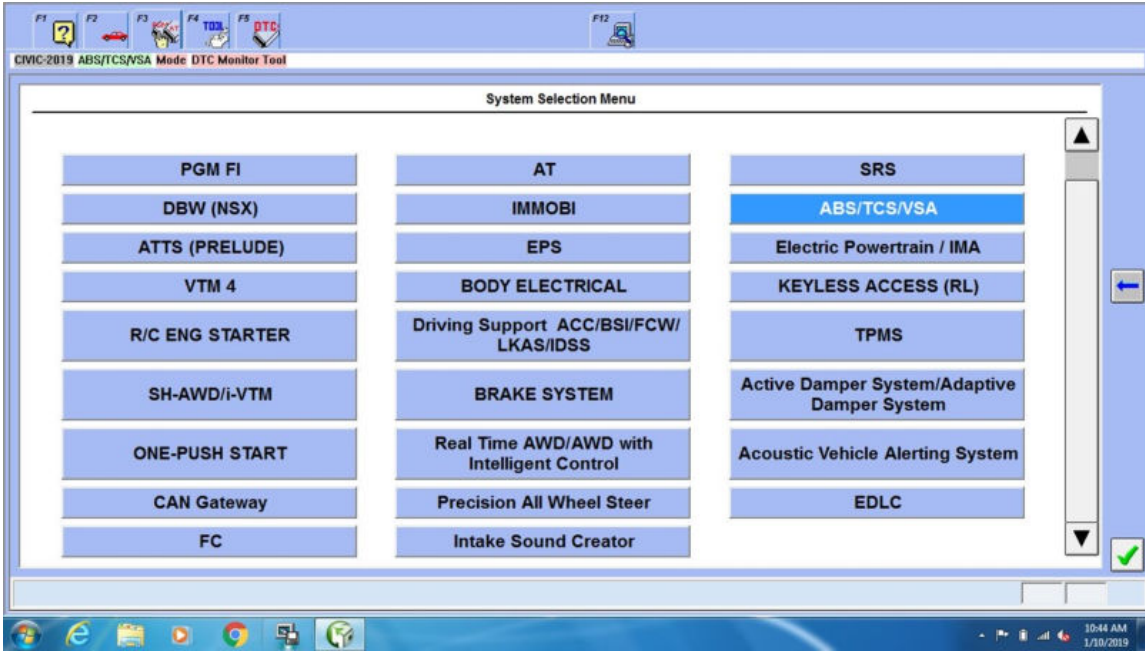 F1 F2 F3 F4 F5 F12
TOOL DTC
CIVIC-2019 ABS/TCS/VSA Mode DTC Monitor Tool
System Selection Menu
PGM FI AT SRS
DBW (NSX) IMMOBI ABS/TCS/VSA
ATTS (PRELUDE) EPS Electric Powertrain / IMA
VTM 4 BODY ELECTRICAL KEYLESS ACCESS (RL)
R/C ENG STARTER
Driving Support ACC/BSI/FCW/
LKAS/IDSS
TPMS
SH-AWD/i-VTM BRAKE SYSTEM
Active Damper System/Adaptive
Damper System
ONE-PUSH START
Real Time AWD/AWD with
Intelligent Control
Acoustic Vehicle Alerting System
CAN Gateway Precision All Wheel Steer EDLC
FC Intake Sound Creator
10:44 AM
1/10/2019